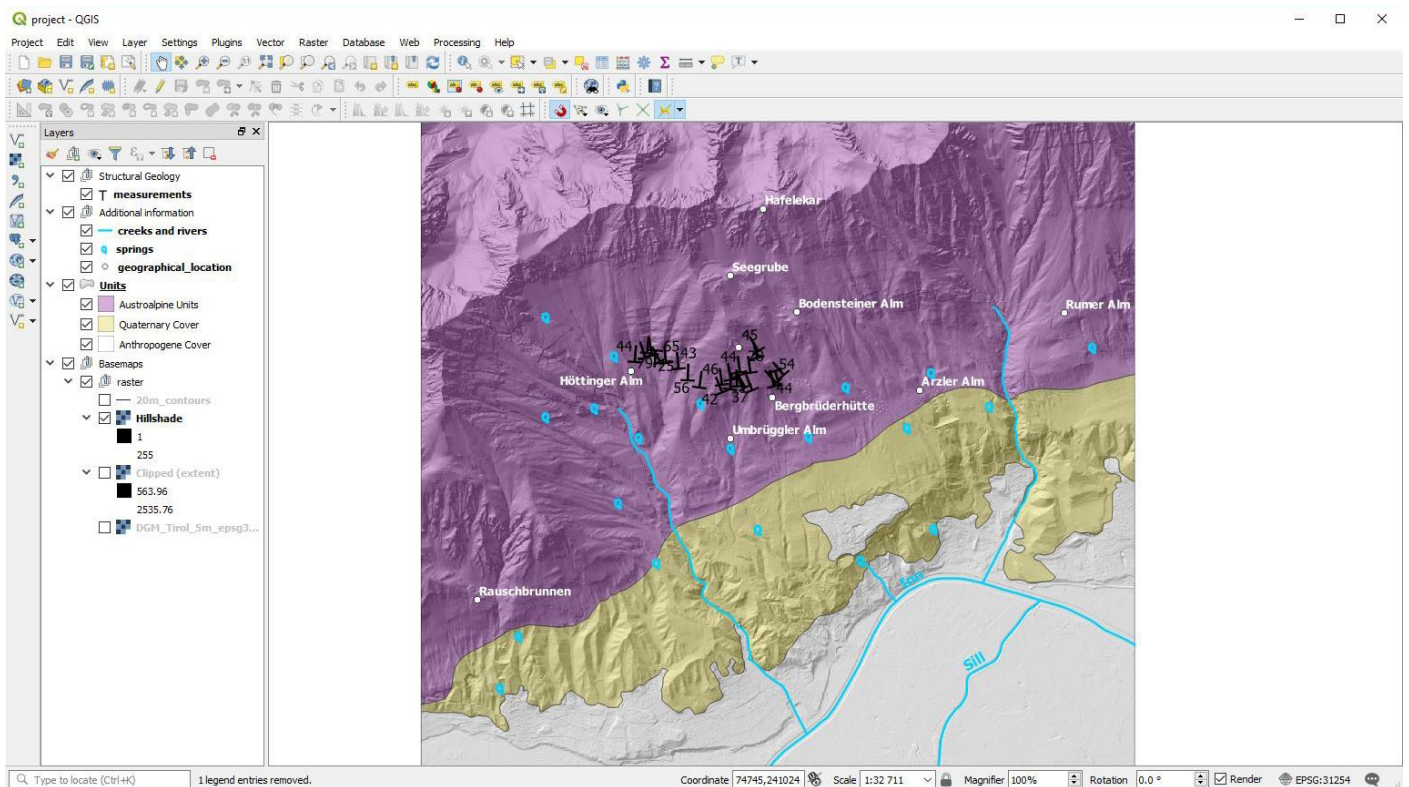 project - QGIS
Project Edit View Layer Settings Plugins Vector Raster Database Web Processing Help
Layers
Structural Geology
measurements
Additional information
creeks and rivers
springs
geographical_location
Units
Austroalpine Units
Quaternary Cover
Anthropogene Cover
Basemaps
raster
20m_contours
Hillshade
1
255
Clipped (extent)
563.96
2535.76
DGM_Tirol_5m_epsg3...
Hafelekar
Seegrube
Bodensteiner Alm
Rumer Alm
45
44 65 43
79 25
44
54
Höttinger Alm
56 46
42 37 44
Arzler Alm
Bergbrüderhütte
Umbrüggler Alm
Rauschbrunnen
Inn
Sill
Type to locate (Ctrl+K) 1 legend entries removed. Coordinate 74745,241024 Scale 1:32 711 Magnifier 100% Rotation 0.0 ° Render EPSG:31254